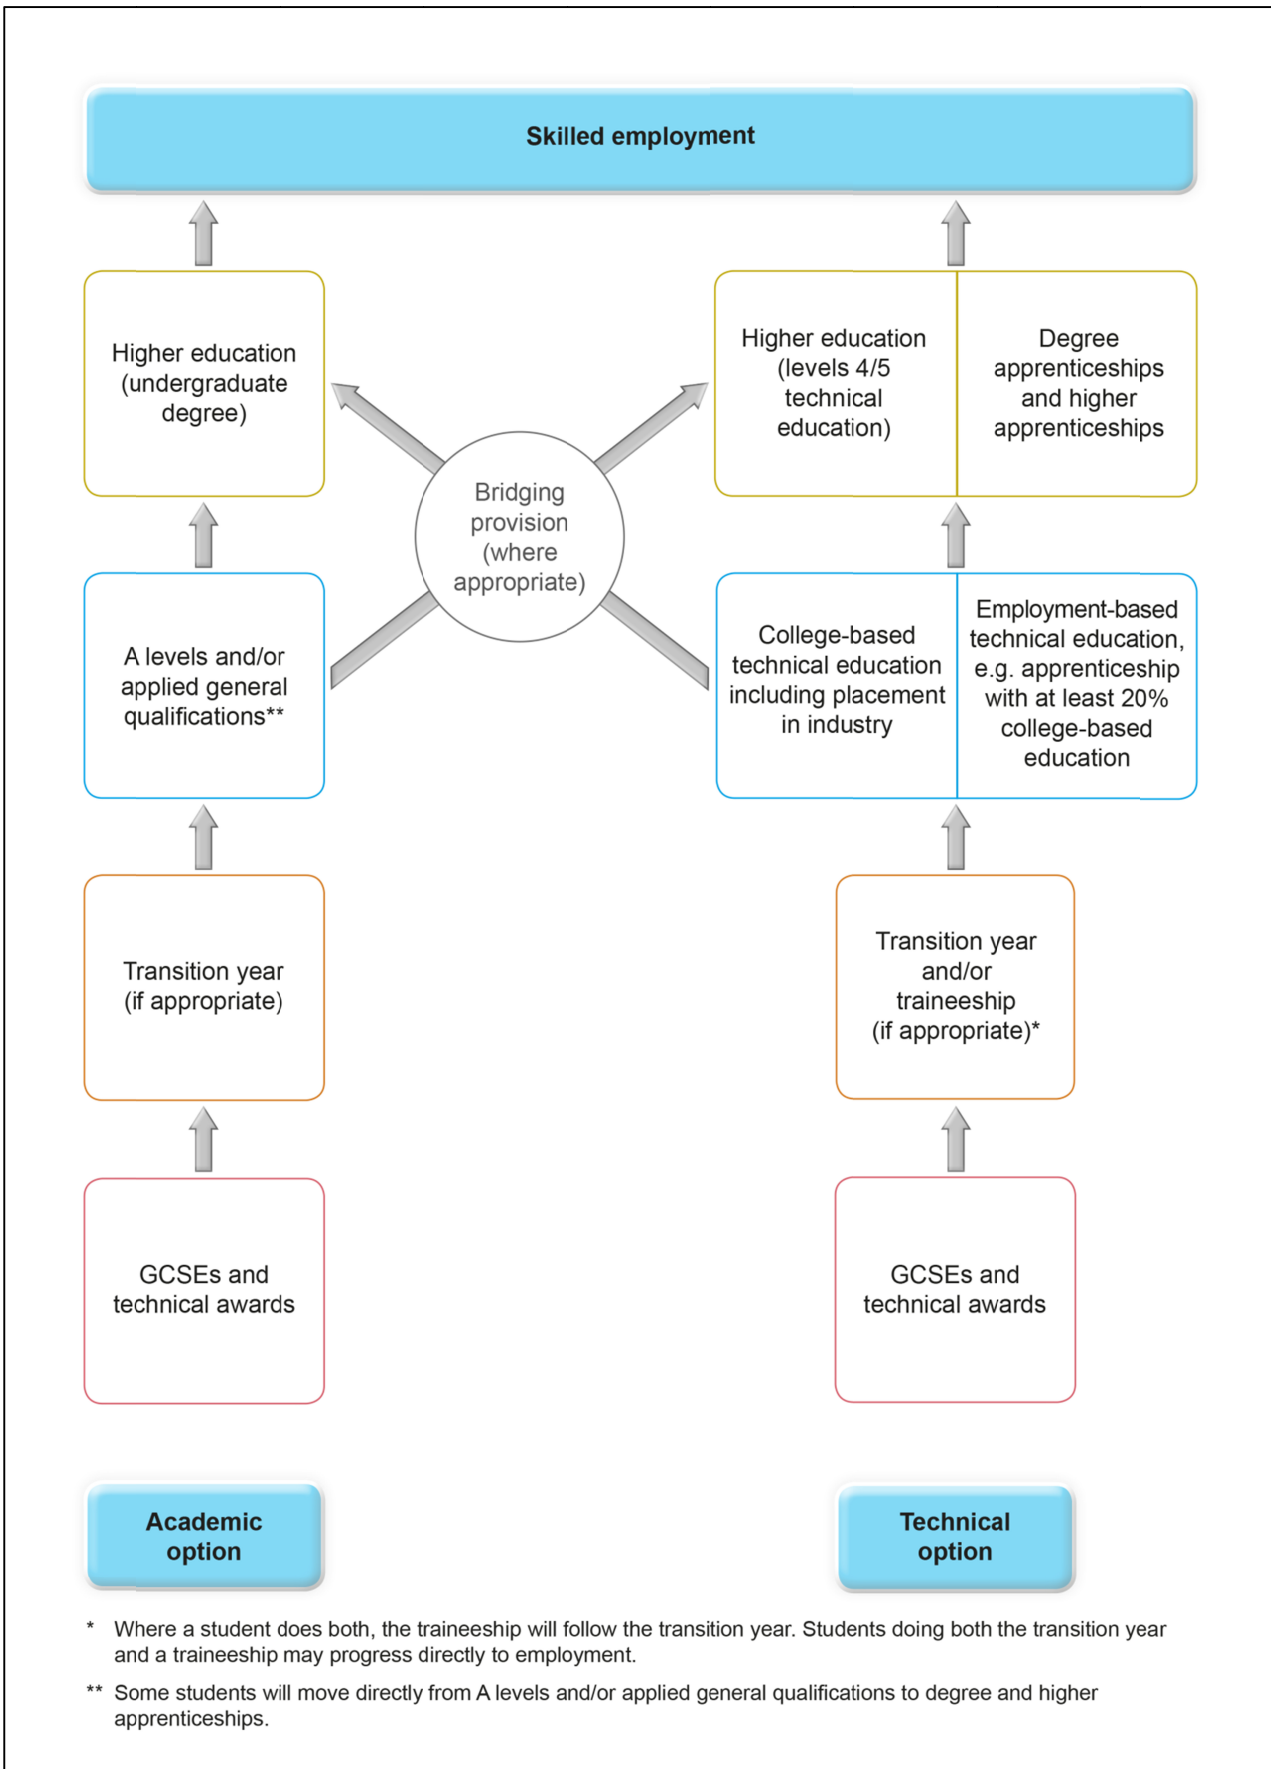 Skilled employment
Higher education
(undergraduate
degree)
Higher education
(levels 4/5
technical
education)
Degree
apprenticeships
and higher
apprenticeships
Bridging
provision
(where
appropriate)
A levels and/or
applied general
qualifications**
College-based
technical education
including placement
in industry
Employment-based
technical education,
e.g. apprenticeship
with at least 20%
college-based
education
Transition year
(if appropriate)
Transition year
and/or
traineeship
(if appropriate)*
GCSEs and
technical awards
GCSEs and
technical awards
Academic
option
Technical
option
* Where a student does both, the traineeship will follow the transition year. Students doing both the transition year
and a traineeship may progress directly to employment.
** Some students will move directly from A levels and/or applied general qualifications to degree and higher
apprenticeships.